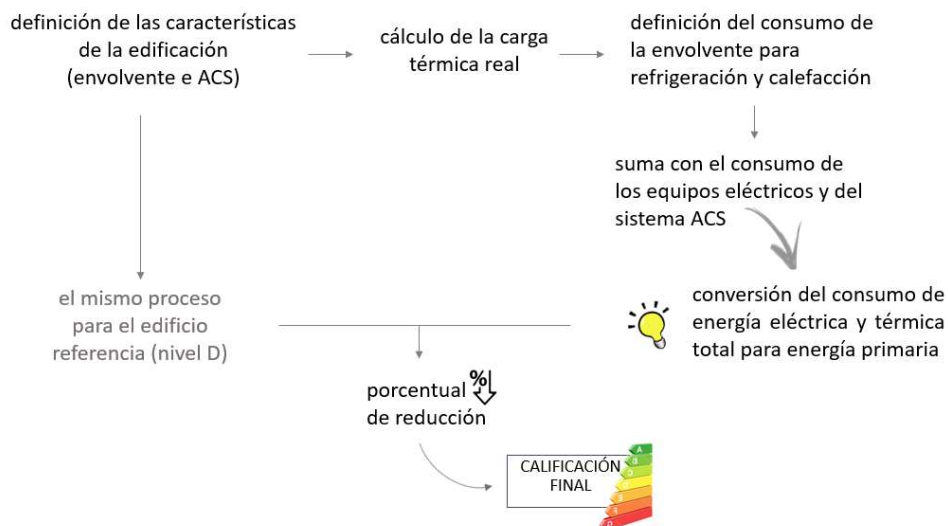 definición de las características
de la edificación
(envolvente e ACS)
cálculo de la carga
térmica real
definición del consumo de
la envolvente para
refrigeración y calefacción
suma con el consumo de
los equipos eléctricos y del
sistema ACS
el mismo proceso
para el edificio
referencia (nivel D)
conversión del consumo de
energía eléctrica y térmica
total para energía primaria
porcentual %
de reducción
CALIFICACIÓN
FINAL
A